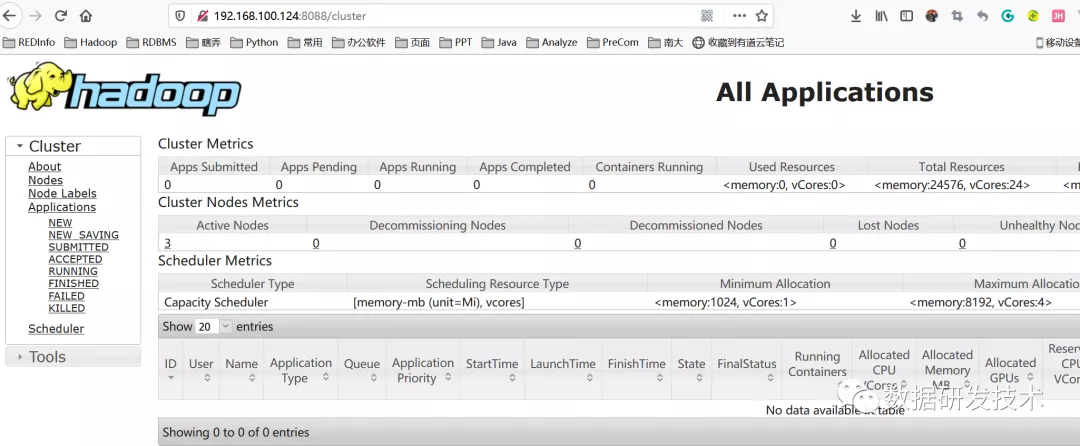 192.168.100.124:8088/cluster
REDInfo Hadoop RDBMS 瞎弄 Python 常用 办公软件 页面 PPT Java Analyze PreCom 南大 收藏到有道云笔记 移动设备
hadoop
All Applications
Cluster
About
Nodes
Node Labels
Applications
NEW
NEW_SAVING
SUBMITTED
ACCEPTED
RUNNING
FINISHED
FAILED
KILLED
Scheduler
Tools
Cluster Metrics
Apps Submitted Apps Pending Apps Running Apps Completed Containers Running Used Resources Total Resources
0 0 0 0 0 <memory:0, vCores:0> <memory:24576, vCores:24> <m
Cluster Nodes Metrics
Active Nodes Decommissioning Nodes Decommissioned Nodes Lost Nodes Unhealthy Nod
3 0 0 0 0
Scheduler Metrics
Scheduler Type Scheduling Resource Type Minimum Allocation Maximum Allocatio
Capacity Scheduler [memory-mb (unit=Mi), vcores] <memory:1024, vCores:1> <memory:8192, vCores:4>
Show 20 entries
ID User Name Application Type Queue Application Priority StartTime LaunchTime FinishTime State FinalStatus Running Containers Allocated CPU VCores Allocated Memory MB Allocated GPUs Reserv CPU VCor
No data available in table
Showing 0 to 0 of 0 entries
数据研发技术